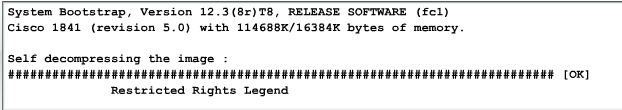 System Bootstrap, Version 12.3(8r)T8, RELEASE SOFTWARE (fc1)
Cisco 1841 (revision 5.0) with 114688K/16384K bytes of memory.
Self decompressing the image :
########################################################################## [OK]
Restricted Rights Legend